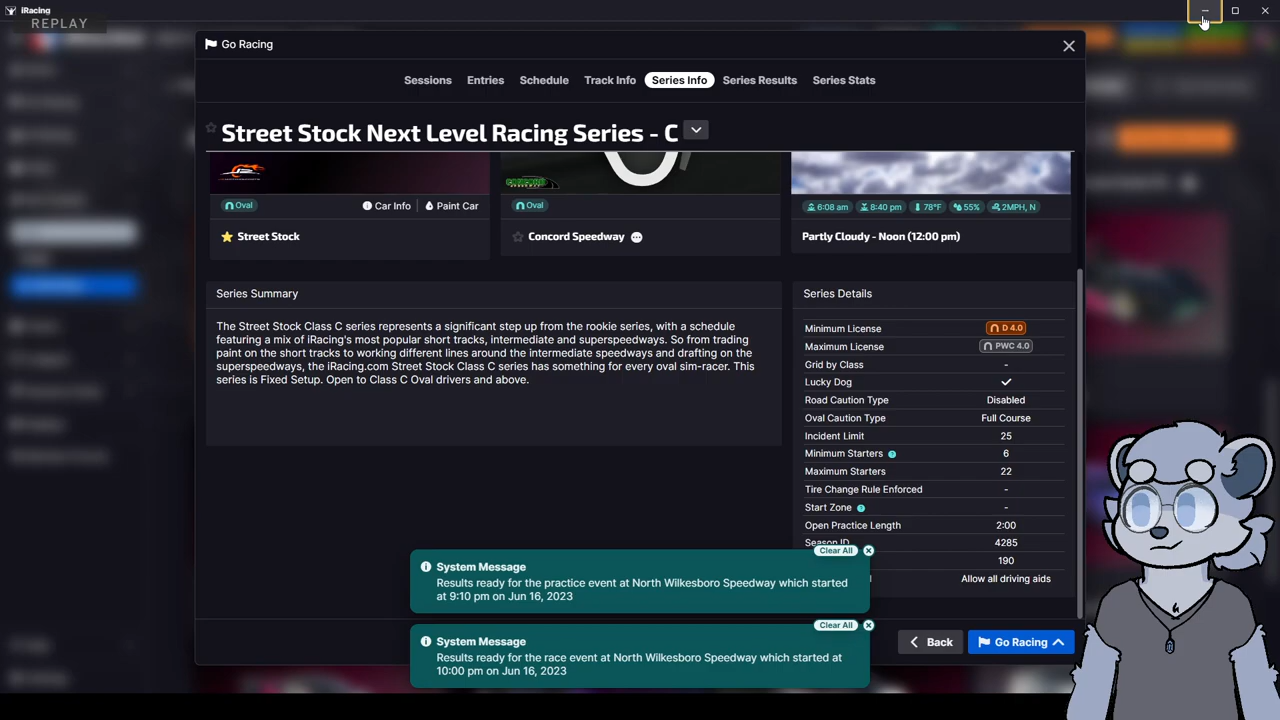 iRacing
REPLAY
Go Racing
Sessions
Entries
Schedule
Track Info
Series Info
Series Results
Series Stats
Street Stock Next Level Racing Series - C
Oval
Car Info
Paint Car
Street Stock
CONCORD
Oval
Concord Speedway
6:08 am
8:40 pm
78°F
55%
2MPH, N
Partly Cloudy - Noon (12:00 pm)
Series Summary
The Street Stock Class C series represents a significant step up from the rookie series, with a schedule
featuring a mix of iRacing's most popular short tracks, intermediate and superspeedways. So from trading
paint on the short tracks to working different lines around the intermediate speedways and drafting on the
superspeedways, the iRacing.com Street Stock Class C series has something for every oval sim-racer. This
series is Fixed Setup. Open to Class C Oval drivers and above.
Series Details
Minimum License D 4.0
Maximum License PWC 4.0
Grid by Class -
Lucky Dog
Road Caution Type Disabled
Oval Caution Type Full Course
Incident Limit 25
Minimum Starters ? 6
Maximum Starters 22
Tire Change Rule Enforced -
Start Zone ? -
Open Practice Length 2:00
Season ID 4285
190
Allow all driving aids
Clear All
System Message
Results ready for the practice event at North Wilkesboro Speedway which started
at 9:10 pm on Jun 16, 2023
Clear All
System Message
Results ready for the race event at North Wilkesboro Speedway which started at
10:00 pm on Jun 16, 2023
Back
Go Racing